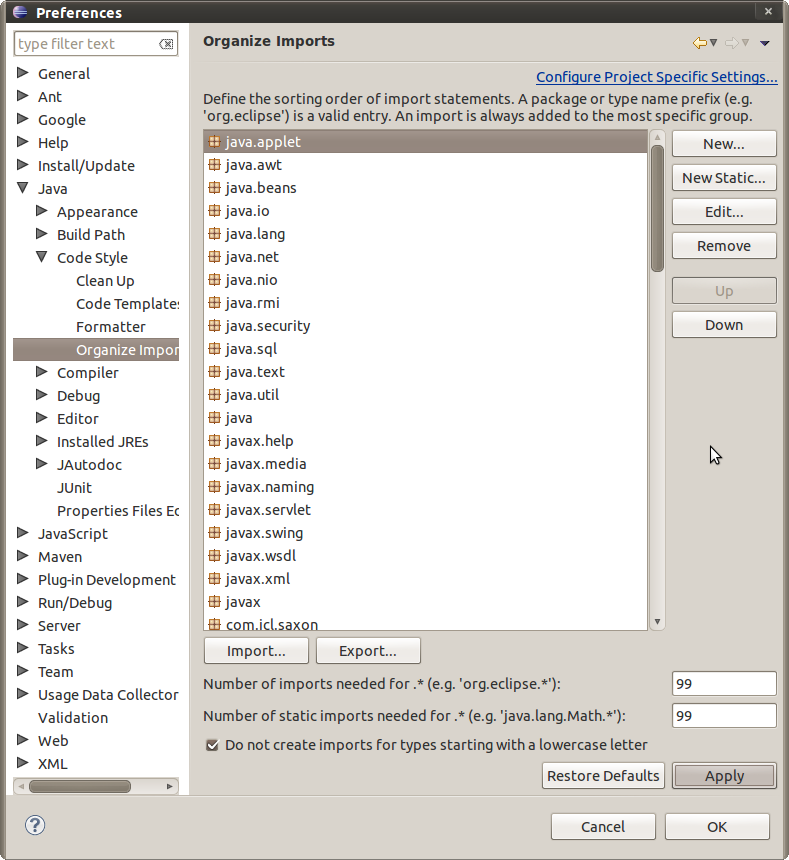 Preferences
type filter text
General
Ant
Google
Help
Install/Update
Java
Appearance
Build Path
Code Style
Clean Up
Code Templates
Formatter
Organize Impor
Compiler
Debug
Editor
Installed JREs
JAutodoc
JUnit
Properties Files Ec
JavaScript
Maven
Plug-in Development
Run/Debug
Server
Tasks
Team
Usage Data Collector
Validation
Web
XML
Organize Imports
Configure Project Specific Settings...
Define the sorting order of import statements. A package or type name prefix (e.g.
'org.eclipse') is a valid entry. An import is always added to the most specific group.
java.applet
java.awt
java.beans
java.io
java.lang
java.net
java.nio
java.rmi
java.security
java.sql
java.text
java.util
java
javax.help
javax.media
javax.naming
javax.servlet
javax.swing
javax.wsdl
javax.xml
javax
com.icl.saxon
New...
New Static...
Edit...
Remove
Up
Down
Import...
Export...
Number of imports needed for .* (e.g. 'org.eclipse.*'):
99
Number of static imports needed for .* (e.g. 'java.lang.Math.*'):
99
Do not create imports for types starting with a lowercase letter
Restore Defaults
Apply
?
Cancel
OK